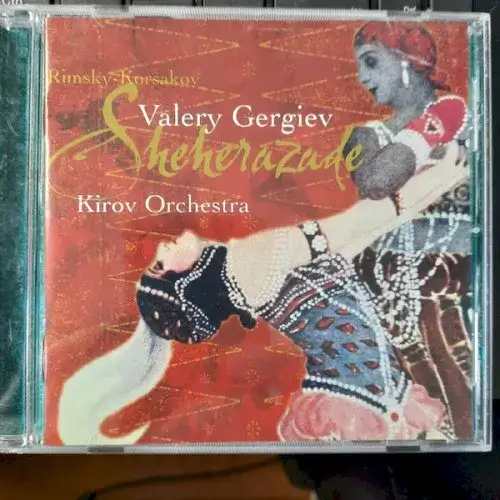 Rimsky-Korsakov
Valery Gergiev
Sheherazade
Kirov Orchestra